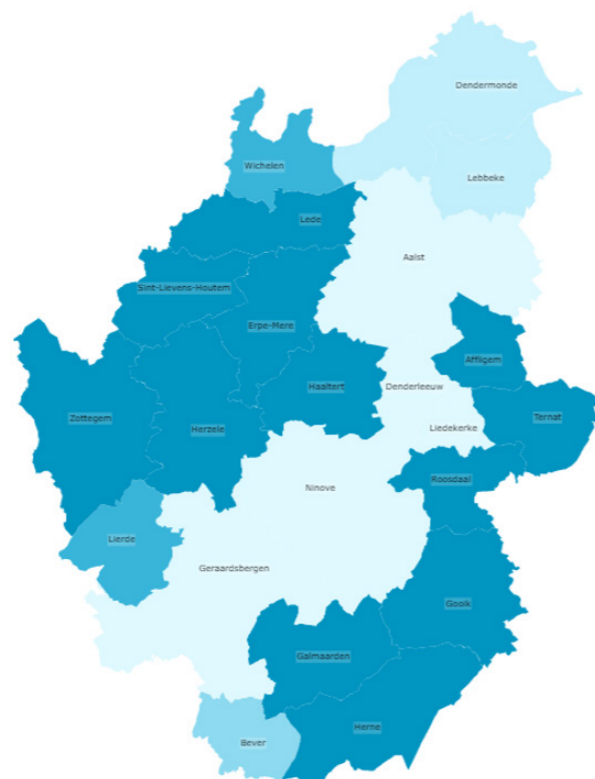 Dendermonde
Wichelen
Lebbeke
Lede
Aalst
Sint-Lievens-Houtem
Erpe-Mere
Affligem
Haaltert
Denderleeuw
Zottegem
Ternat
Herzele
Liedekerke
Roosdaal
Ninove
Lierde
Geraardsbergen
Gooik
Galmaarden
Herne
Bever